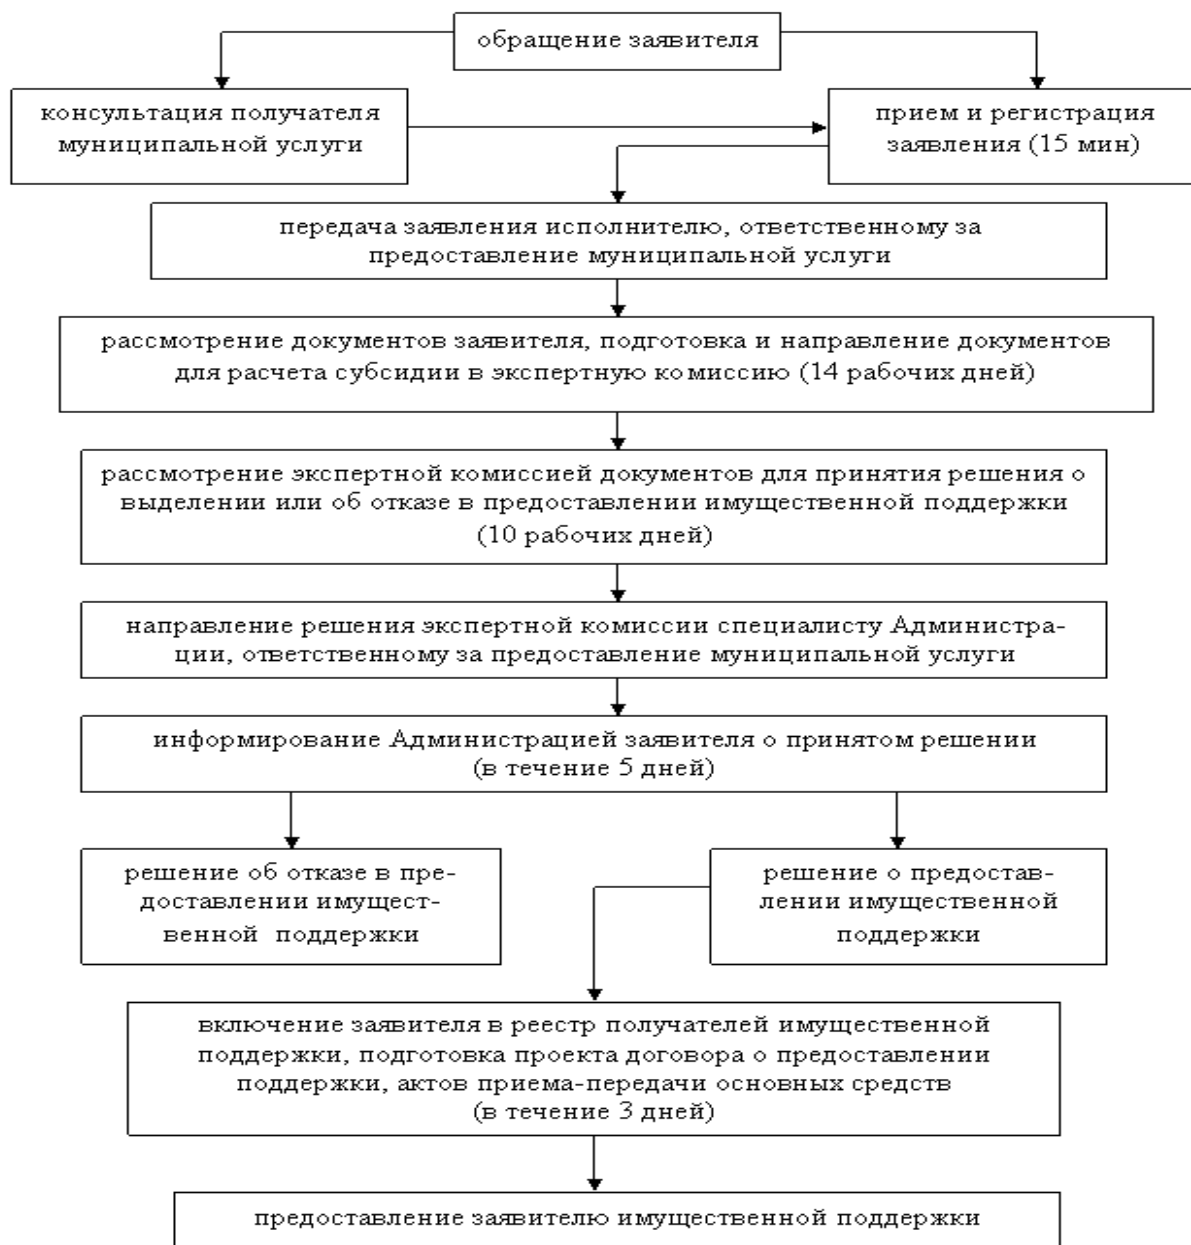 обращение заявителя
консультация получателя
муниципальной услуги
прием и регистрация
заявления (15 мин)
передача заявления исполнителю, ответственному за
предоставление муниципальной услуги
рассмотрение документов заявителя, подготовка и направление документов
для расчета субсидии в экспертную комиссию (14 рабочих дней)
рассмотрение экспертной комиссией документов для принятия решения о
выделении или об отказе в предоставлении имущественной поддержки
(10 рабочих дней)
направление решения экспертной комиссии специалисту Администра-
ции, ответственному за предоставление муниципальной услуги
информирование Администрацией заявителя о принятом решении
(в течение 5 дней)
решение об отказе в пре-
доставлении имущест-
венной поддержки
решение о предостав-
лении имущественной
поддержки
включение заявителя в реестр получателей имущественной
поддержки, подготовка проекта договора о предоставлении
поддержки, актов приема-передачи основных средств
(в течение 3 дней)
предоставление заявителю имущественной поддержки